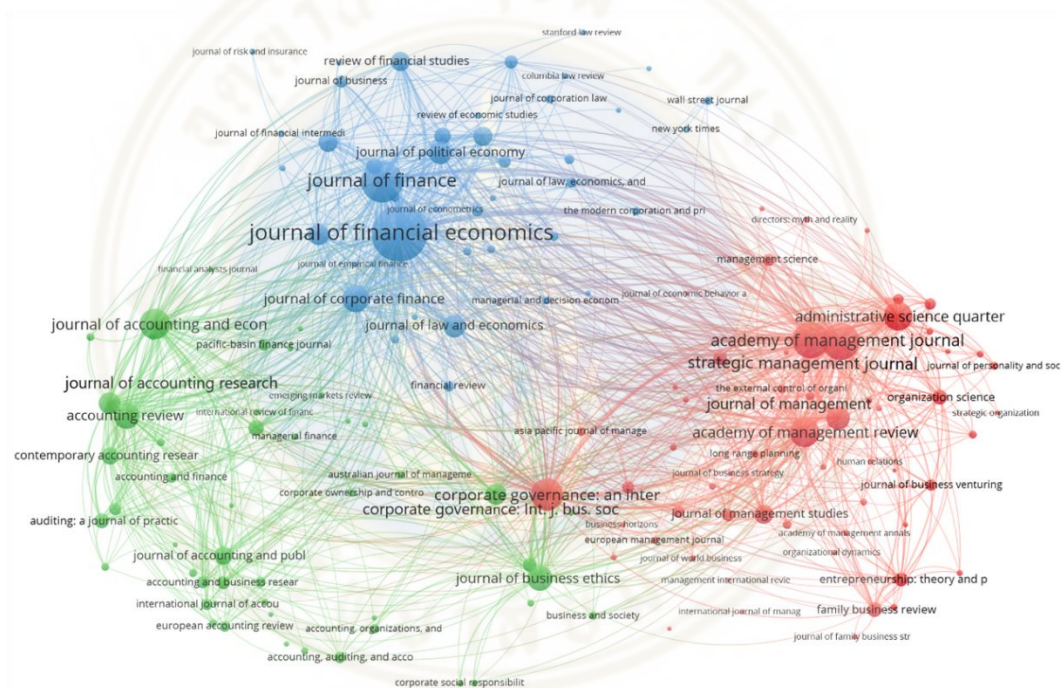 stanford law review
journal of risk and insurance
review of financial studies
columbia law review
journal of business
journal of corporation law
wall street journal
review of economic studies
new york times
journal of financial intermedi
journal of political economy
journal of finance
journal of law, economics, and
journal of econometrics
the modern corporation and pri
directors: myth and reality
journal of financial economics
management science
journal of empirical finance
financial analysts journal
journal of economic behavior a
journal of corporate finance
managerial and decision econom
administrative science quarter
journal of accounting and econ
journal of law and economics
academy of management journal
pacific-basin finance journal
strategic management journal
journal of personality and soc
journal of accounting research
financial review
the external control of organi
emerging markets review
organization science
journal of management
accounting review
international review of financ
strategic organization
managerial finance
asia pacific journal of manage
academy of management review
contemporary accounting resear
long range planning
human relations
accounting and finance
australian journal of manageme
journal of business strategy
journal of business venturing
corporate ownership and contro
corporate governance: an inter
corporate governance: int. j. bus. soc
journal of management studies
auditing: a journal of practic
business horizons
academy of management annals
european management journal
journal of accounting and publ
journal of world business
organizational dynamics
journal of business ethics
accounting and business resear
management international revie
entrepreneurship: theory and p
international journal of accou
business and society
international journal of manag
family business review
european accounting review
accounting, organizations, and
journal of family business str
accounting, auditing, and acco
corporate social responsibilit